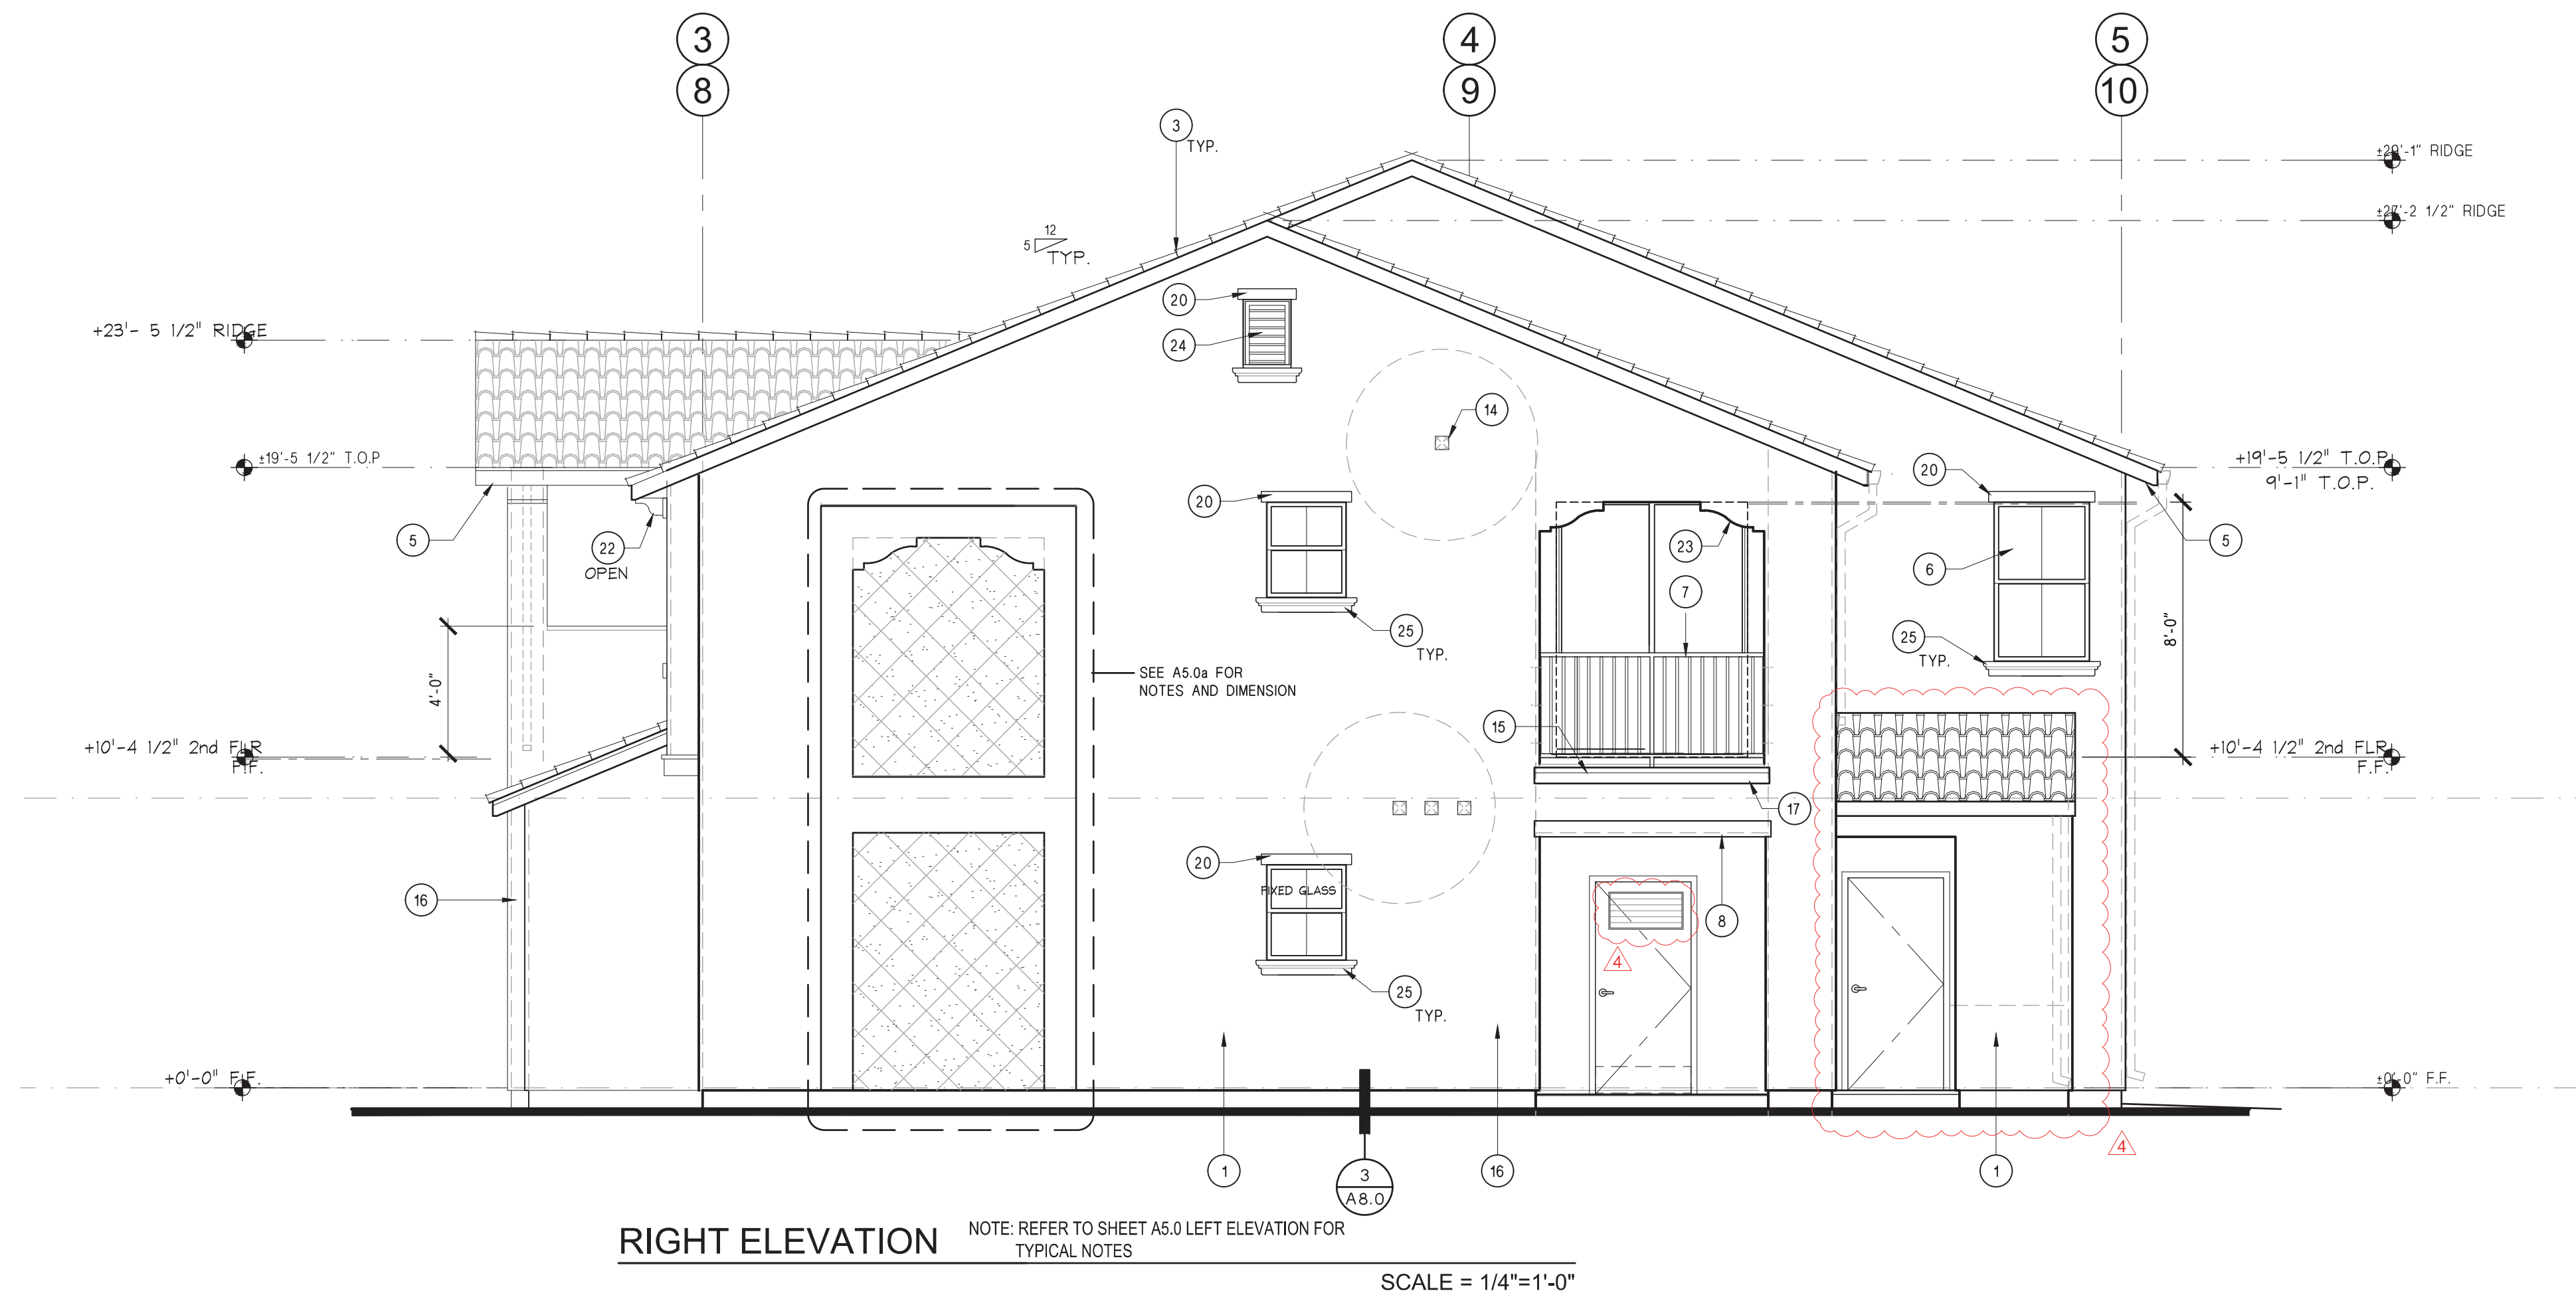 3
8
4
9
5
10
3
TYP.
±29'-1" RIDGE
±27'-2 1/2" RIDGE
12
5
TYP.
20
24
+23'- 5 1/2" RIDGE
14
±19'-5 1/2" T.O.P
+19'-5 1/2" T.O.P.
9'-1" T.O.P.
20
20
5
22
OPEN
23
6
5
7
25
TYP.
25
TYP.
8'-0"
4'-0"
SEE A5.0a FOR
NOTES AND DIMENSION
15
+10'-4 1/2" 2nd FLR
F.F.
+10'-4 1/2" 2nd FLR
F.F.
17
20
FIXED GLASS
16
8
4
25
TYP.
+0'-0" F.F.
±0'-0" F.F.
4
1
3
A8.0
16
1
RIGHT ELEVATION
NOTE: REFER TO SHEET A5.0 LEFT ELEVATION FOR
TYPICAL NOTES
SCALE = 1/4"=1'-0"